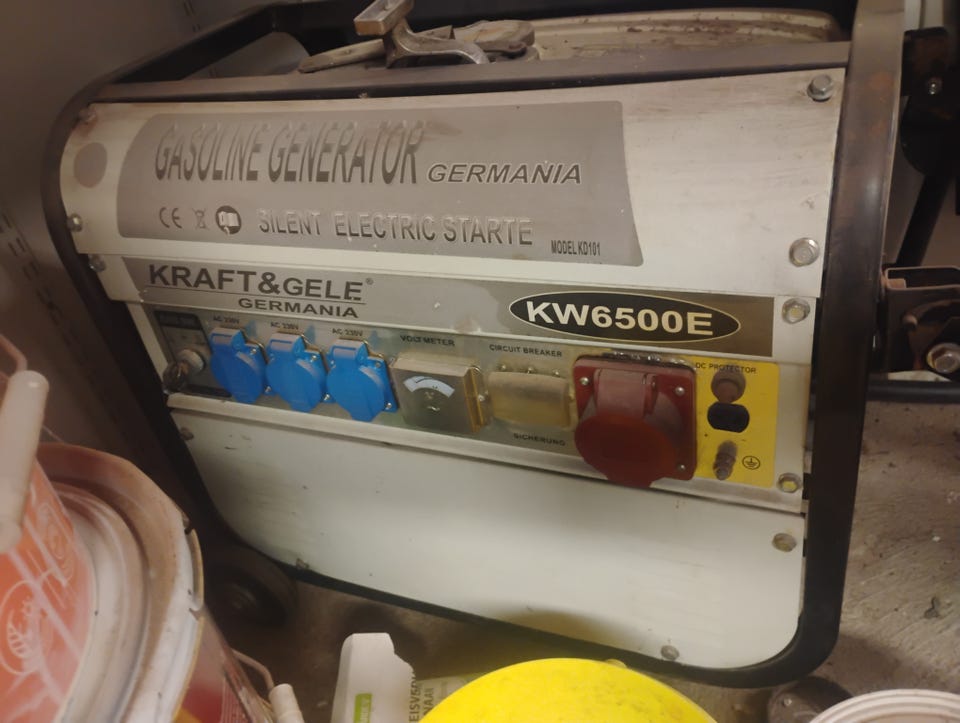 GASOLINE GENERATOR GERMANIA
CE SILENT ELECTRIC STARTE
MODEL KD101
KRAFT&GELE®
GERMANIA
KW6500E
AC 230V AC 230V AC 230V VOLT METER CIRCUIT BREAKER DC PROTECTOR
SICHERUNG